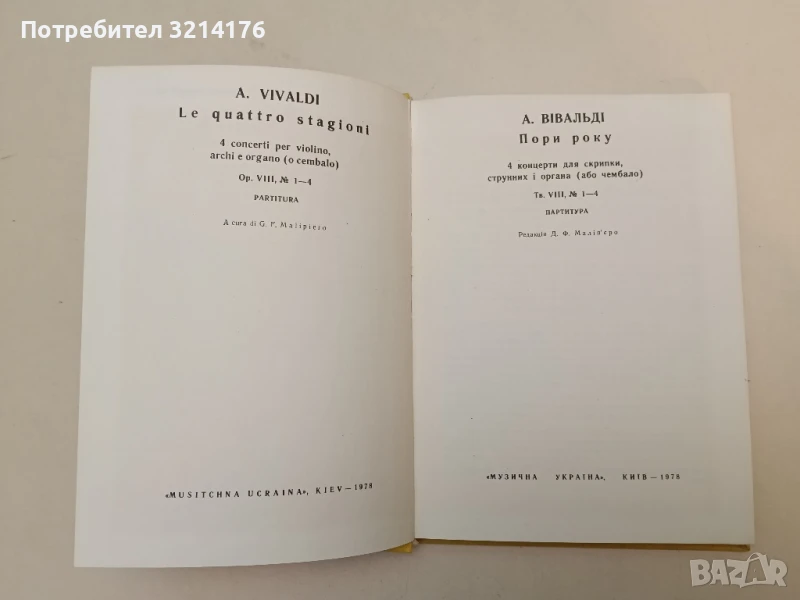 Потребител 3214176
A. VIVALDI
Le quattro stagioni
4 concerti per violino,
archi e organo (o cembalo)
Op. VIII, № 1—4
PARTITURA
A cura di G. F. Malipiero
«MUSITCHNA UCRAINA», KIEV—1978
А. ВІВАЛЬДІ
Пори року
4 концерти для скрипки,
струнних і органа (або чембало)
Тв. VIII, № 1—4
ПАРТИТУРА
Редакція Д. Ф. Маліп'єро
«МУЗИЧНА УКРАЇНА», КИЇВ—1978
BAZAR